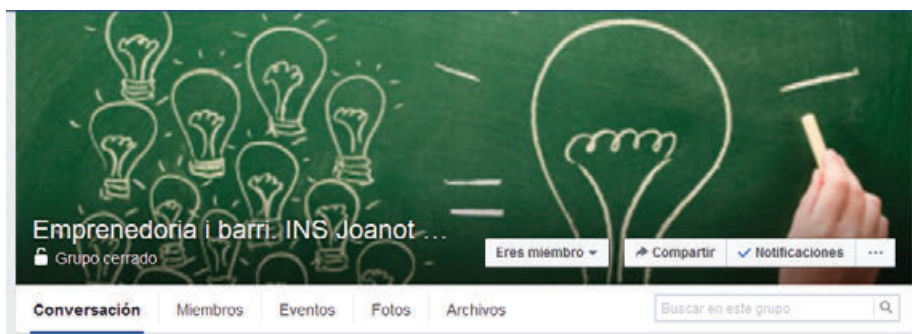 Emprenedoria i barri. INS Joanot ...
Grupo cerrado
Eres miembro
Compartir
Notificaciones
...
Conversación
Miembros
Eventos
Fotos
Archivos
Buscar en este grupo